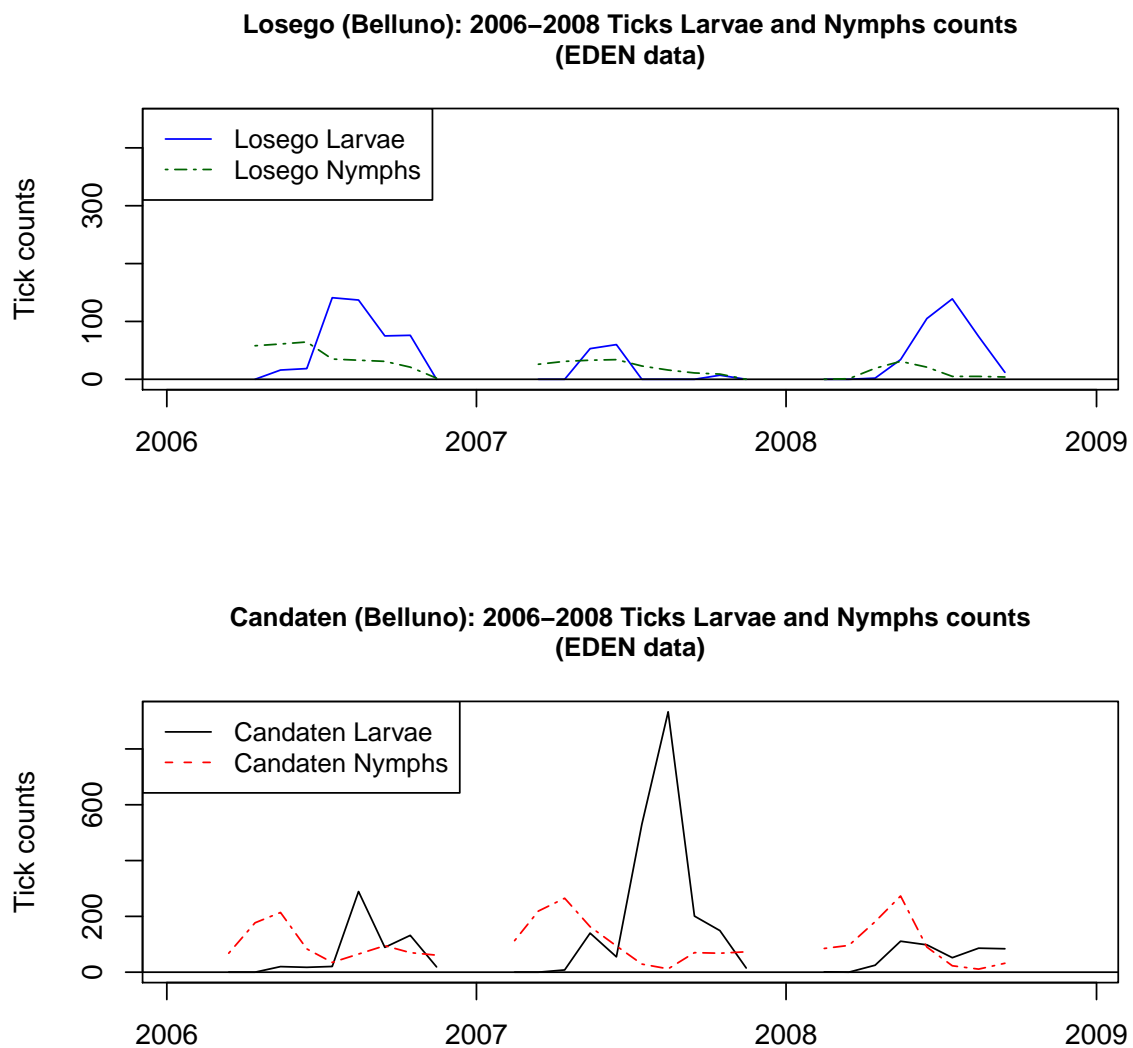 Losego (Belluno): 2006−2008 Ticks Larvae and Nymphs counts
(EDEN data)
Losego Larvae
Losego Nymphs
Tick counts
300
100
0
2006
2007
2008
2009
Candaten (Belluno): 2006−2008 Ticks Larvae and Nymphs counts
(EDEN data)
Candaten Larvae
Candaten Nymphs
Tick counts
600
200
0
2006
2007
2008
2009